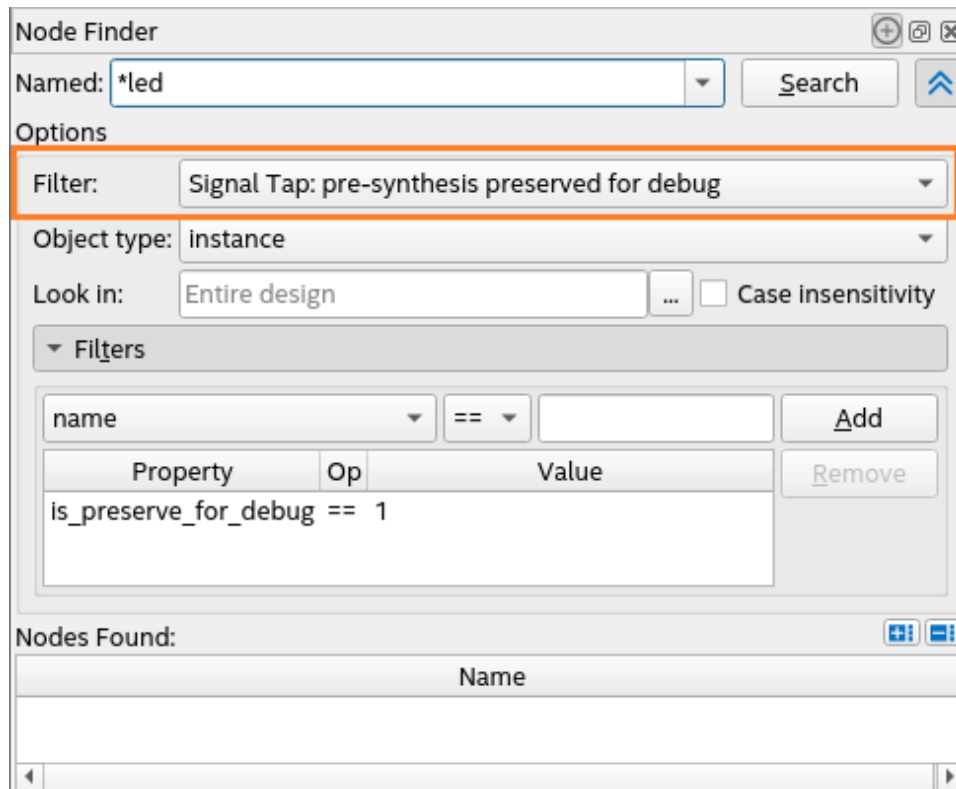 Node Finder
Named: *led Search
Options
Filter: Signal Tap: pre-synthesis preserved for debug
Object type: instance
Look in: Entire design ... Case insensitivity
Filters
name == Add
Property Op Value Remove
is_preserve_for_debug == 1
Nodes Found:
Name